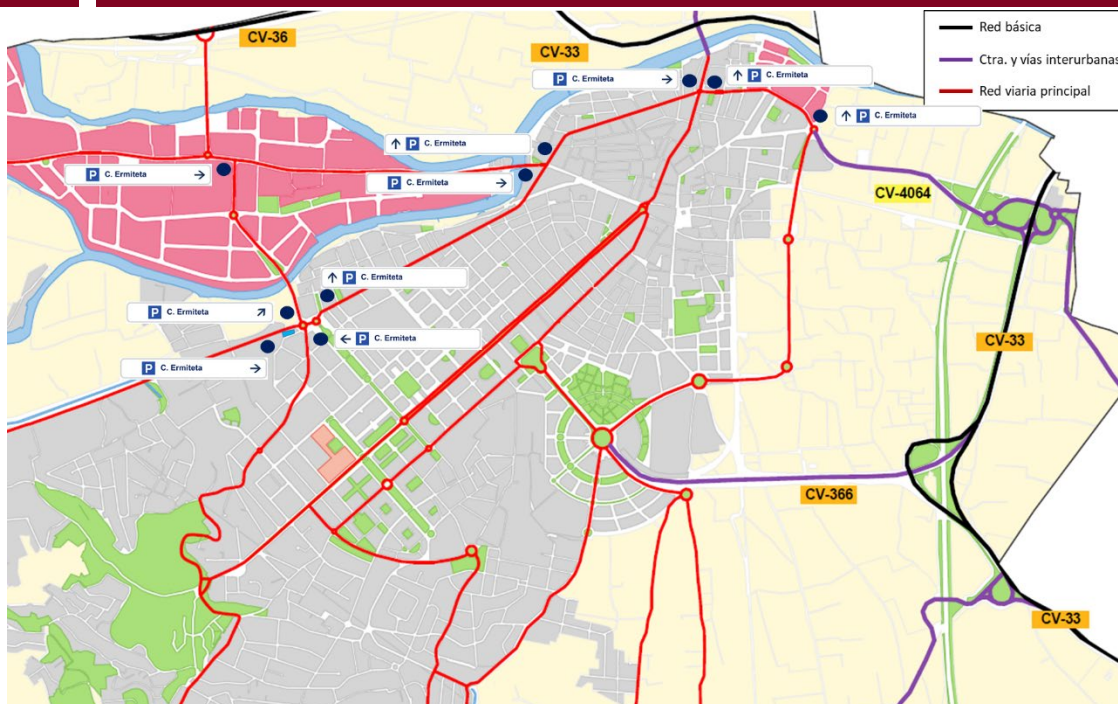 CV-36
CV-33
Red básica
Ctra. y vías interurbanas
Red viaria principal
P C. Ermiteta →
↑ P C. Ermiteta
↑ P C. Ermiteta
↑ P C. Ermiteta
P C. Ermiteta →
P C. Ermiteta →
CV-4064
↑ P C. Ermiteta
P C. Ermiteta ↗
← P C. Ermiteta
P C. Ermiteta →
CV-33
CV-366
CV-33